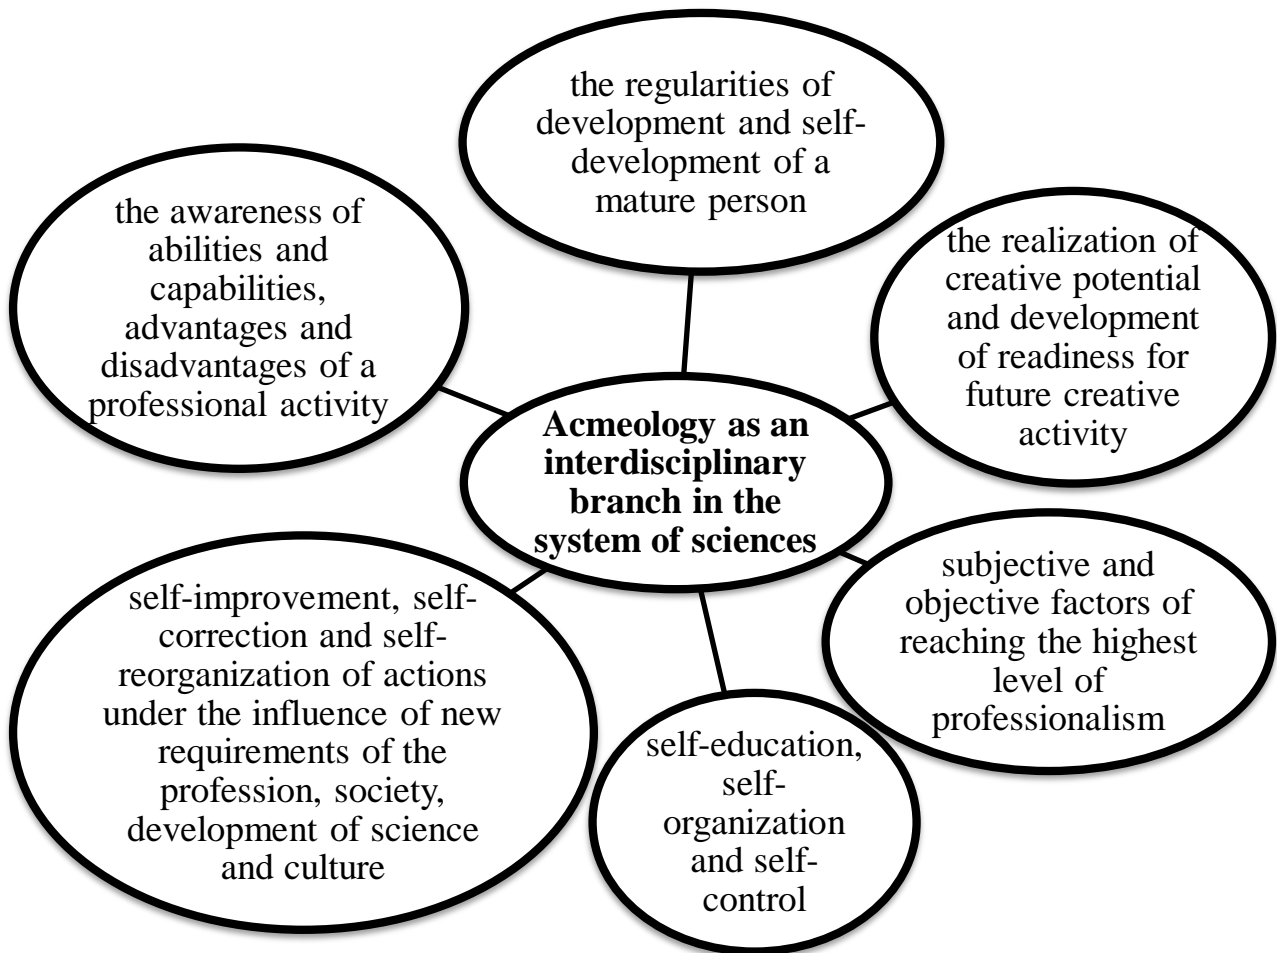 the regularities of
development and self-
development of a
mature person
the awareness of
abilities and
capabilities,
advantages and
disadvantages of a
professional activity
the realization of
creative potential
and development
of readiness for
future creative
activity
Acmeology as an
interdisciplinary
branch in the
system of sciences
subjective and
objective factors of
reaching the highest
level of
professionalism
self-improvement, self-
correction and self-
reorganization of actions
under the influence of new
requirements of the
profession, society,
development of science
and culture
self-education,
self-
organization
and self-
control